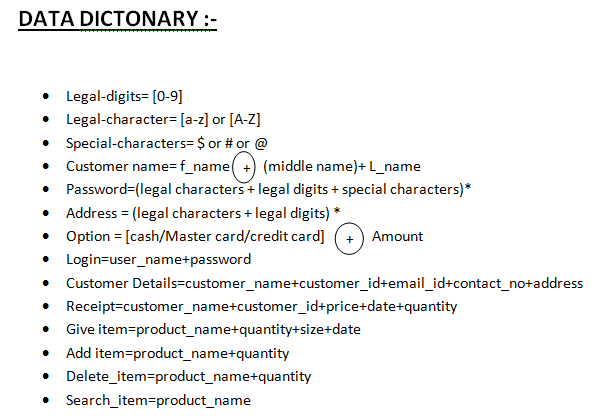 DATA DICTONARY :-
• Legal-digits= [0-9]
• Legal-character= [a-z] or [A-Z]
• Special-characters= $ or # or @
• Customer name= f_name + (middle name)+ L_name
• Password=(legal characters + legal digits + special characters)*
• Address = (legal characters + legal digits) *
• Option = [cash/Master card/credit card] + Amount
• Login=user_name+password
• Customer Details=customer_name+customer_id+email_id+contact_no+address
• Receipt=customer_name+customer_id+price+date+quantity
• Give item=product_name+quantity+size+date
• Add item=product_name+quantity
• Delete_item=product_name+quantity
• Search_item=product_name